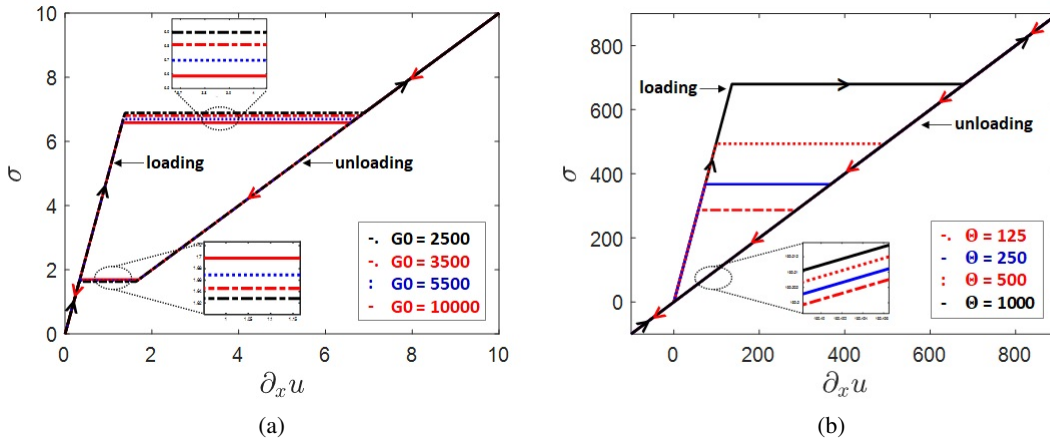 10
8
6
4
2
0
σ
loading
unloading
-. G0 = 2500
-. G0 = 3500
: G0 = 5500
: G0 = 10000
0
2
4
6
8
10
∂ₓu
(a)
800
600
400
200
0
σ
loading
unloading
-. Θ = 125
: Θ = 250
: Θ = 500
-. Θ = 1000
0
200
400
600
800
∂ₓu
(b)